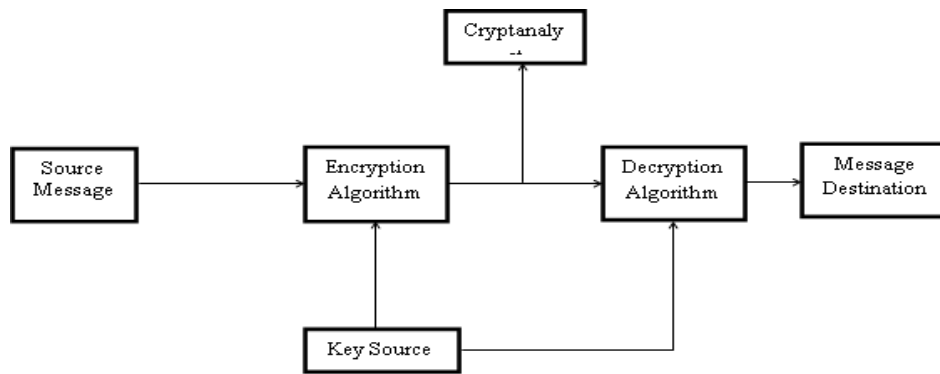 Cryptanaly
Source
Message
Encryption
Algorithm
Decryption
Algorithm
Message
Destination
Key Source